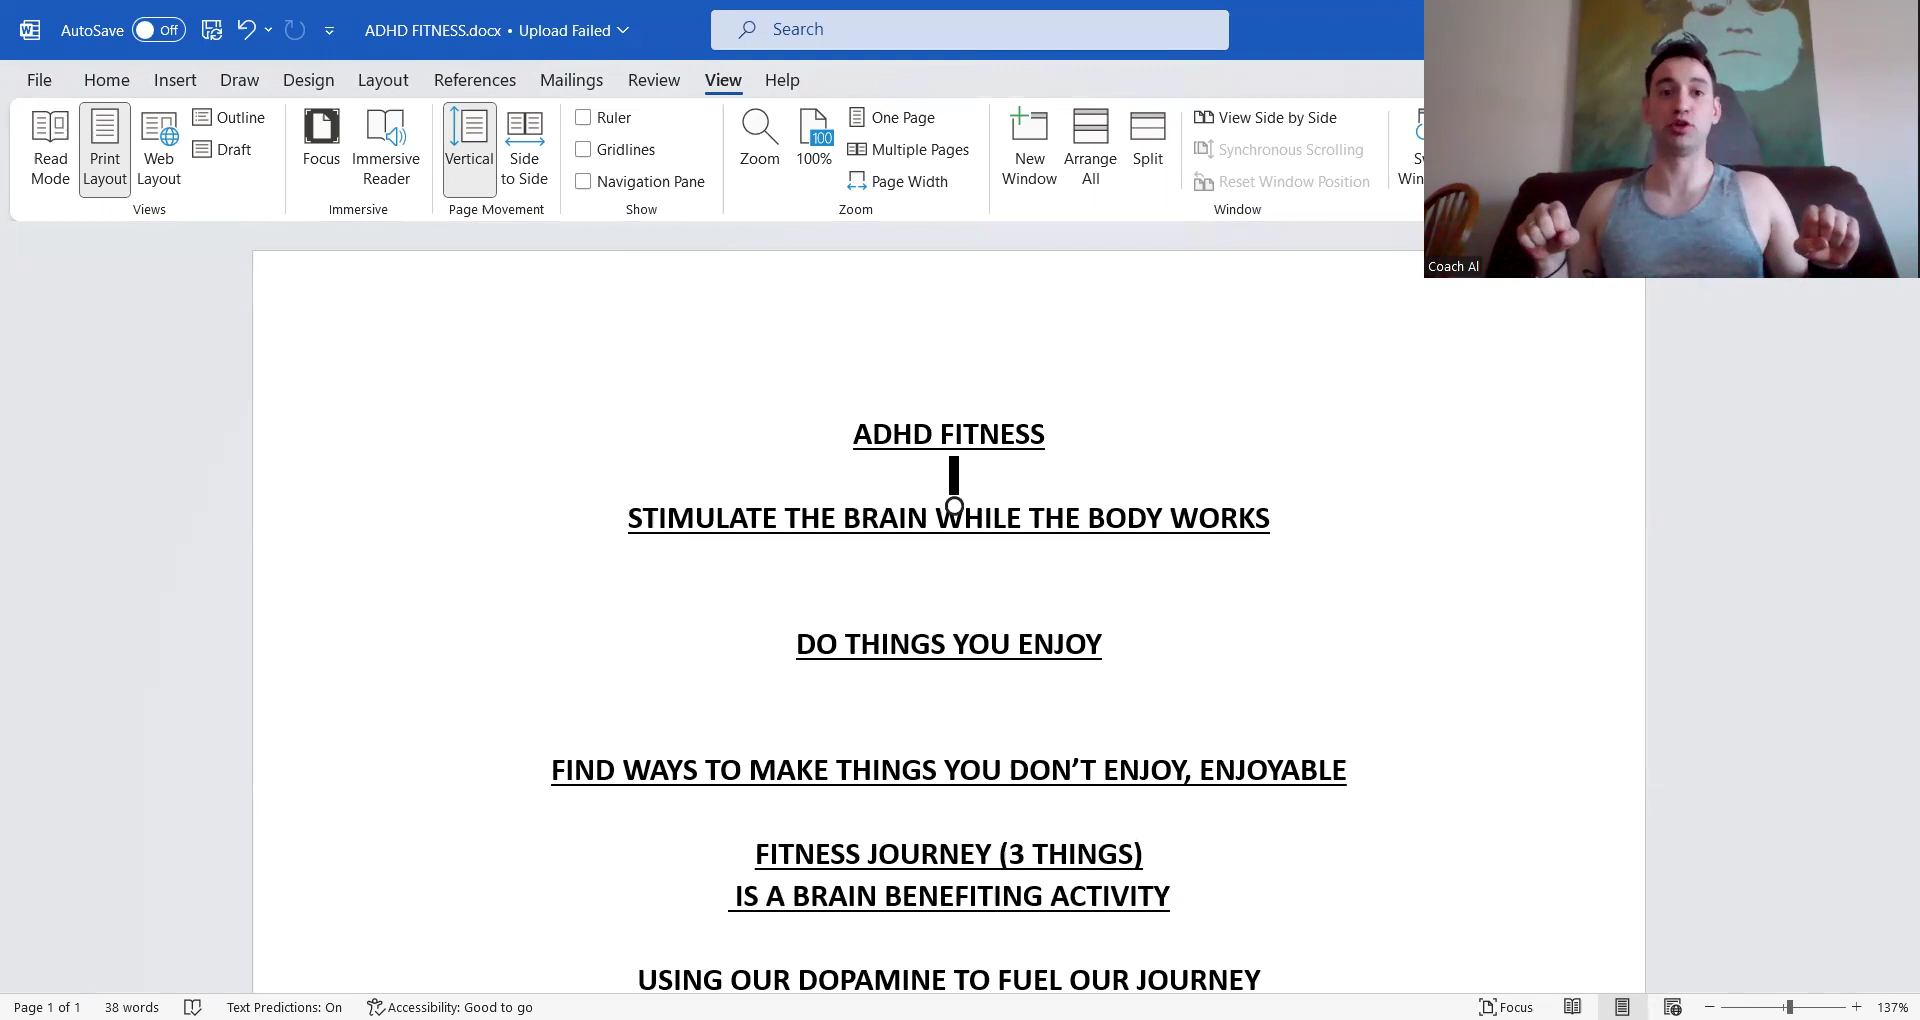 AutoSave Off ADHD FITNESS.docx • Upload Failed Search
File Home Insert Draw Design Layout References Mailings Review View Help
Read Mode
Print Layout
Web Layout
Outline
Draft
Views
Focus
Immersive Reader
Immersive
Vertical
Side to Side
Page Movement
Ruler
Gridlines
Navigation Pane
Show
Zoom
100
100%
One Page
Multiple Pages
Page Width
Zoom
New Window
Arrange All
Split
View Side by Side
Synchronous Scrolling
Reset Window Position
Window
Coach Al
ADHD FITNESS
STIMULATE THE BRAIN WHILE THE BODY WORKS
DO THINGS YOU ENJOY
FIND WAYS TO MAKE THINGS YOU DON’T ENJOY, ENJOYABLE
FITNESS JOURNEY (3 THINGS)
IS A BRAIN BENEFITING ACTIVITY
USING OUR DOPAMINE TO FUEL OUR JOURNEY
Page 1 of 1 38 words Text Predictions: On Accessibility: Good to go Focus 137%